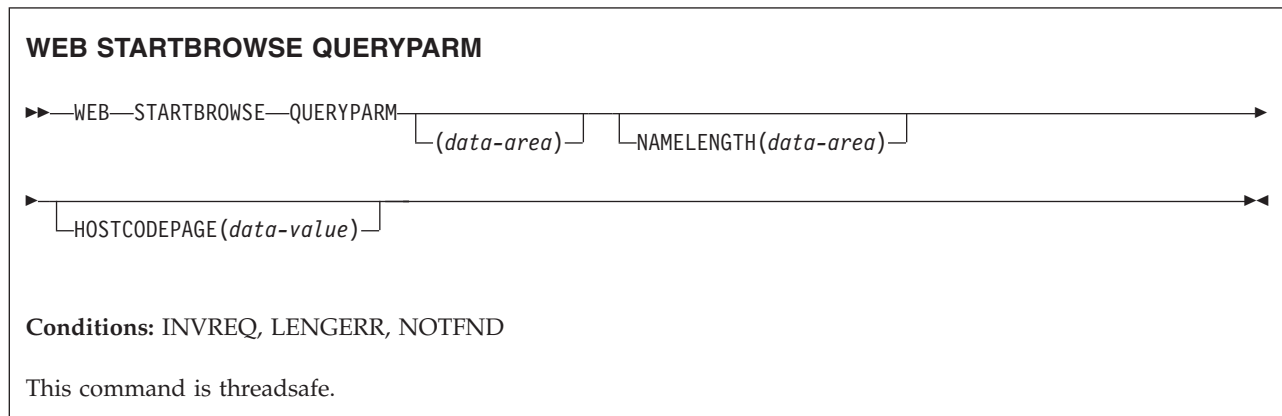 WEB STARTBROWSE QUERYPARM
WEB STARTBROWSE QUERYPARM
(data-area) NAMELENGTH(data-area)
HOSTCODEPAGE(data-value)
Conditions: INVREQ, LENGERR, NOTFND
This command is threadsafe.